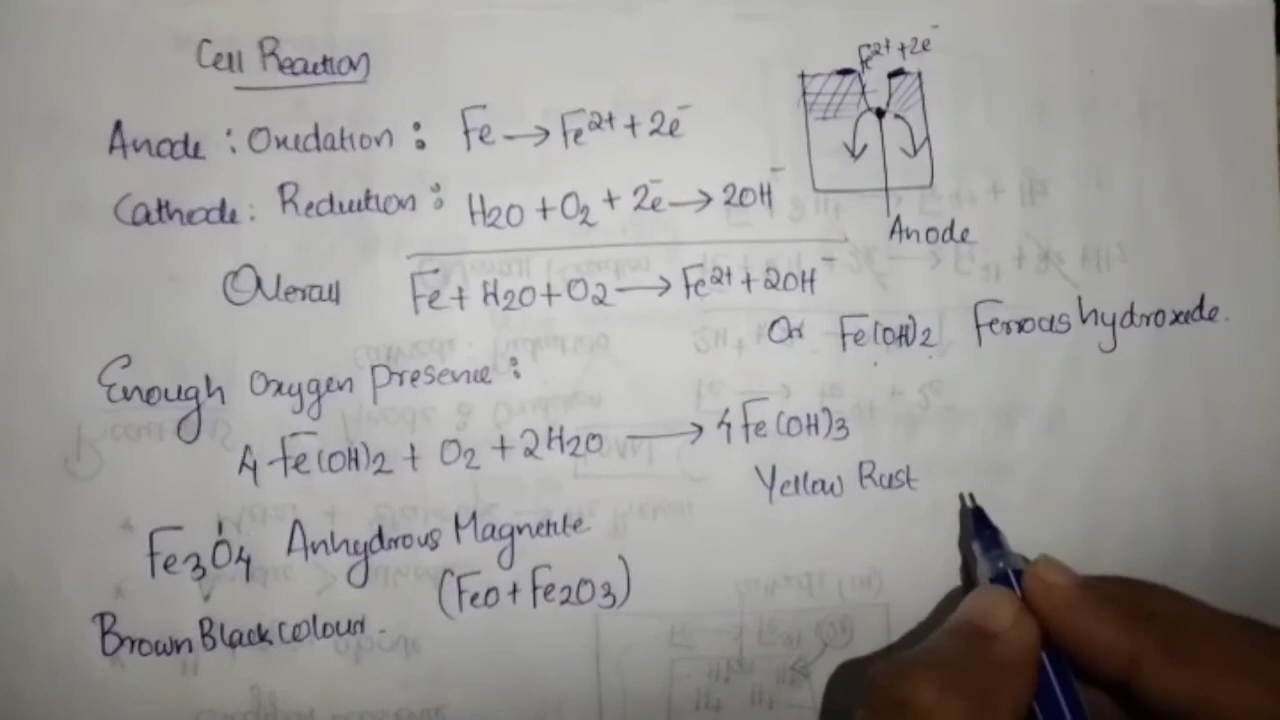 Cell Reaction
Fe²⁺ + 2e⁻
Anode : Oxidation : Fe → Fe²⁺ + 2e⁻
Cathode : Reduction : H₂O + O₂ + 2e⁻ → 2OH⁻
Anode
Overall Fe + H₂O + O₂ → Fe²⁺ + 2OH⁻
Or Fe(OH)₂ Ferrous hydroxide.
Enough Oxygen Presence :
4 Fe(OH)₂ + O₂ + 2H₂O → 4 Fe(OH)₃
Yellow Rust
Fe₃O₄ Anhydrous Magnetite
(FeO + Fe₂O₃)
Brown Black colour.